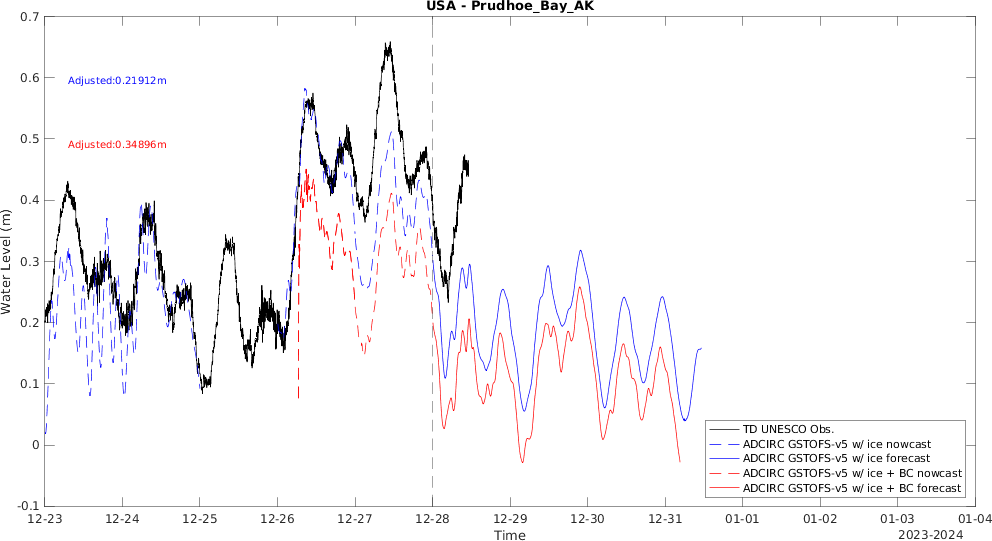 USA - Prudhoe_Bay_AK
0.7
0.6
0.5
0.4
0.3
0.2
0.1
0
-0.1
Water Level (m)
Adjusted:0.21912m
Adjusted:0.34896m
TD UNESCO Obs.
ADCIRC GSTOFS-v5 w/ ice nowcast
ADCIRC GSTOFS-v5 w/ ice forecast
ADCIRC GSTOFS-v5 w/ ice + BC nowcast
ADCIRC GSTOFS-v5 w/ ice + BC forecast
12-23 12-24 12-25 12-26 12-27 12-28 12-29 12-30 12-31 01-01 01-02 01-03 01-04
Time
2023-2024